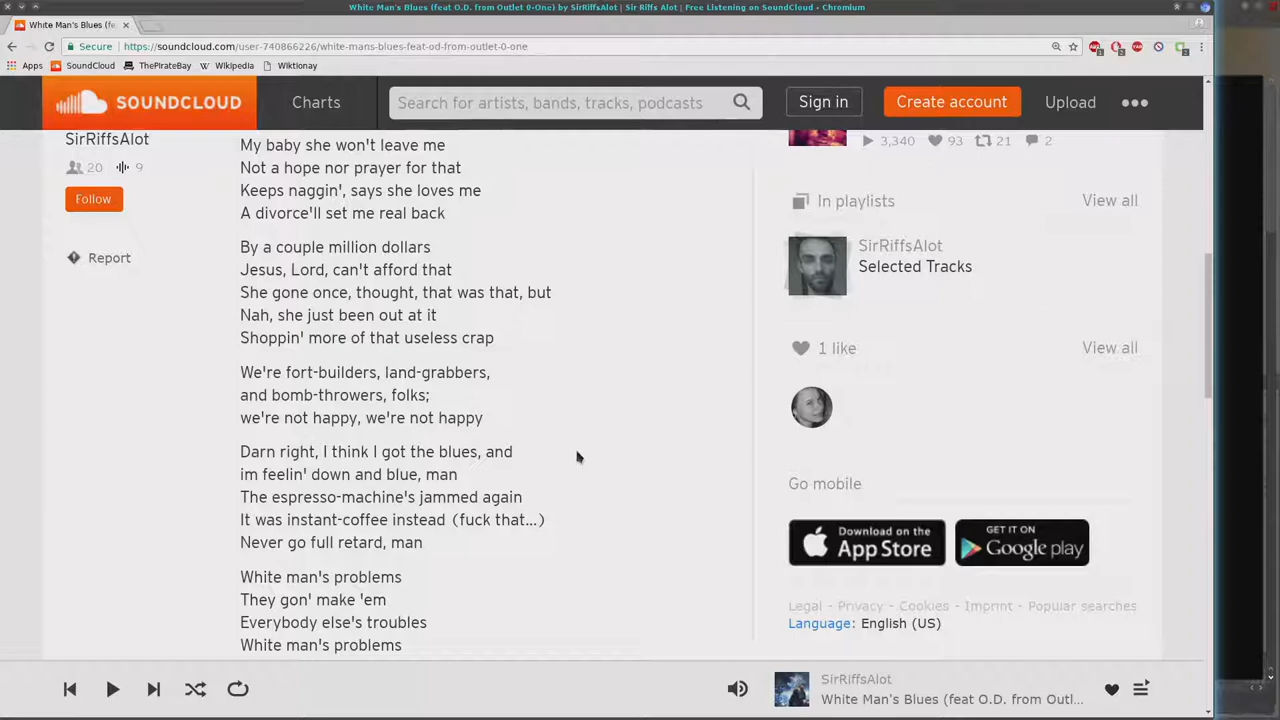 White Man's Blues (feat O.D. from Outlet 0-One) by SirRiffsAlot | Sir Riffs Alot | Free Listening on SoundCloud - Chromium
White Man's Blues (fe
Secure https://soundcloud.com/user-740866226/white-mans-blues-feat-od-from-outlet-0-one
Apps SoundCloud ThePirateBay Wikipedia Wiktionay
SOUNDCLOUD Charts Search for artists, bands, tracks, podcasts Sign in Create account Upload
SirRiffsAlot
20 9
Follow
Report
My baby she won't leave me
Not a hope nor prayer for that
Keeps naggin', says she loves me
A divorce'll set me real back
By a couple million dollars
Jesus, Lord, can't afford that
She gone once, thought, that was that, but
Nah, she just been out at it
Shoppin' more of that useless crap
We're fort-builders, land-grabbers,
and bomb-throwers, folks;
we're not happy, we're not happy
Darn right, I think I got the blues, and
im feelin' down and blue, man
The espresso-machine's jammed again
It was instant-coffee instead (fuck that...)
Never go full retard, man
White man's problems
They gon' make 'em
Everybody else's troubles
White man's problems
3,340 93 21 2
In playlists View all
SirRiffsAlot
Selected Tracks
1 like View all
Go mobile
Download on the
App Store
GET IT ON
Google play
Legal - Privacy - Cookies - Imprint - Popular searches
Language: English (US)
SirRiffsAlot
White Man's Blues (feat O.D. from Outl...